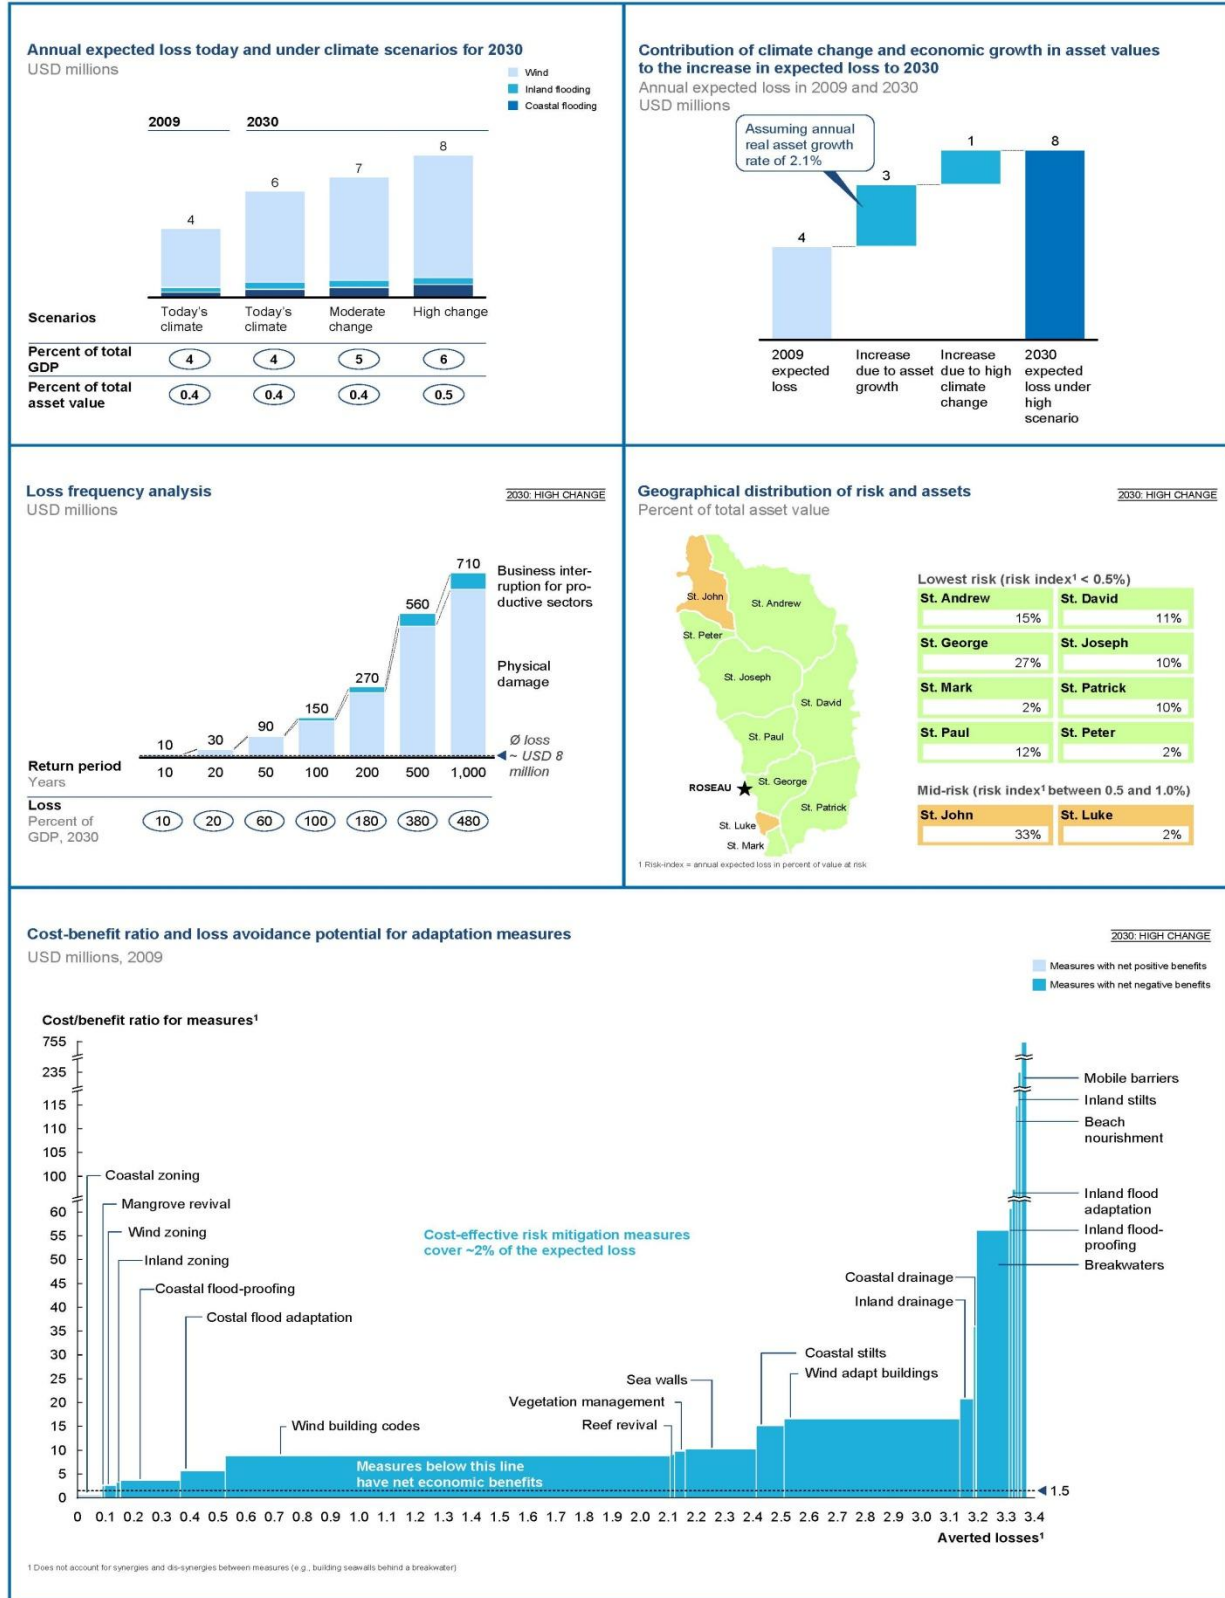 Annual expected loss today and under climate scenarios for 2030
USD millions
Wind
Inland flooding
Coastal flooding
2009
2030
4
6
7
8
Scenarios
Today's climate
Today's climate
Moderate change
High change
Percent of total GDP
4
4
5
6
Percent of total asset value
0.4
0.4
0.4
0.5
Contribution of climate change and economic growth in asset values
to the increase in expected loss to 2030
Annual expected loss in 2009 and 2030
USD millions
Assuming annual
real asset growth
rate of 2.1%
4
3
1
8
2009
expected
loss
Increase
due to asset
growth
Increase
due to high
climate
change
2030
expected
loss under
high
scenario
Loss frequency analysis
2030: HIGH CHANGE
USD millions
10
30
90
150
270
560
710
Business inter-
ruption for pro-
ductive sectors
Physical
damage
Ø loss
~ USD 8
million
Return period
Years
10
20
50
100
200
500
1,000
Loss
Percent of
GDP, 2030
10
20
60
100
180
380
480
Geographical distribution of risk and assets
2030: HIGH CHANGE
Percent of total asset value
St. John
St. Andrew
St. Peter
St. Joseph
St. David
St. Paul
St. George
ROSEAU
St. Patrick
St. Luke
St. Mark
Lowest risk (risk index¹ < 0.5%)
St. Andrew
15%
St. David
11%
St. George
27%
St. Joseph
10%
St. Mark
2%
St. Patrick
10%
St. Paul
12%
St. Peter
2%
Mid-risk (risk index¹ between 0.5 and 1.0%)
St. John
33%
St. Luke
2%
1 Risk-index = annual expected loss in percent of value at risk
Cost-benefit ratio and loss avoidance potential for adaptation measures
2030: HIGH CHANGE
USD millions, 2009
Measures with net positive benefits
Measures with net negative benefits
Cost/benefit ratio for measures¹
755
235
115
110
105
100
60
55
50
45
40
35
30
25
20
15
10
5
0
Coastal zoning
Mangrove revival
Wind zoning
Inland zoning
Coastal flood-proofing
Costal flood adaptation
Wind building codes
Cost-effective risk mitigation measures
cover ~2% of the expected loss
Measures below this line
have net economic benefits
Reef revival
Vegetation management
Sea walls
Coastal stilts
Wind adapt buildings
Inland drainage
Coastal drainage
Mobile barriers
Inland stilts
Beach
nourishment
Inland flood
adaptation
Inland flood-
proofing
Breakwaters
1.5
0 0.1 0.2 0.3 0.4 0.5 0.6 0.7 0.8 0.9 1.0 1.1 1.2 1.3 1.4 1.5 1.6 1.7 1.8 1.9 2.0 2.1 2.2 2.3 2.4 2.5 2.6 2.7 2.8 2.9 3.0 3.1 3.2 3.3 3.4
Averted losses¹
1 Does not account for synergies and dis-synergies between measures (e.g., building seawalls behind a breakwater)